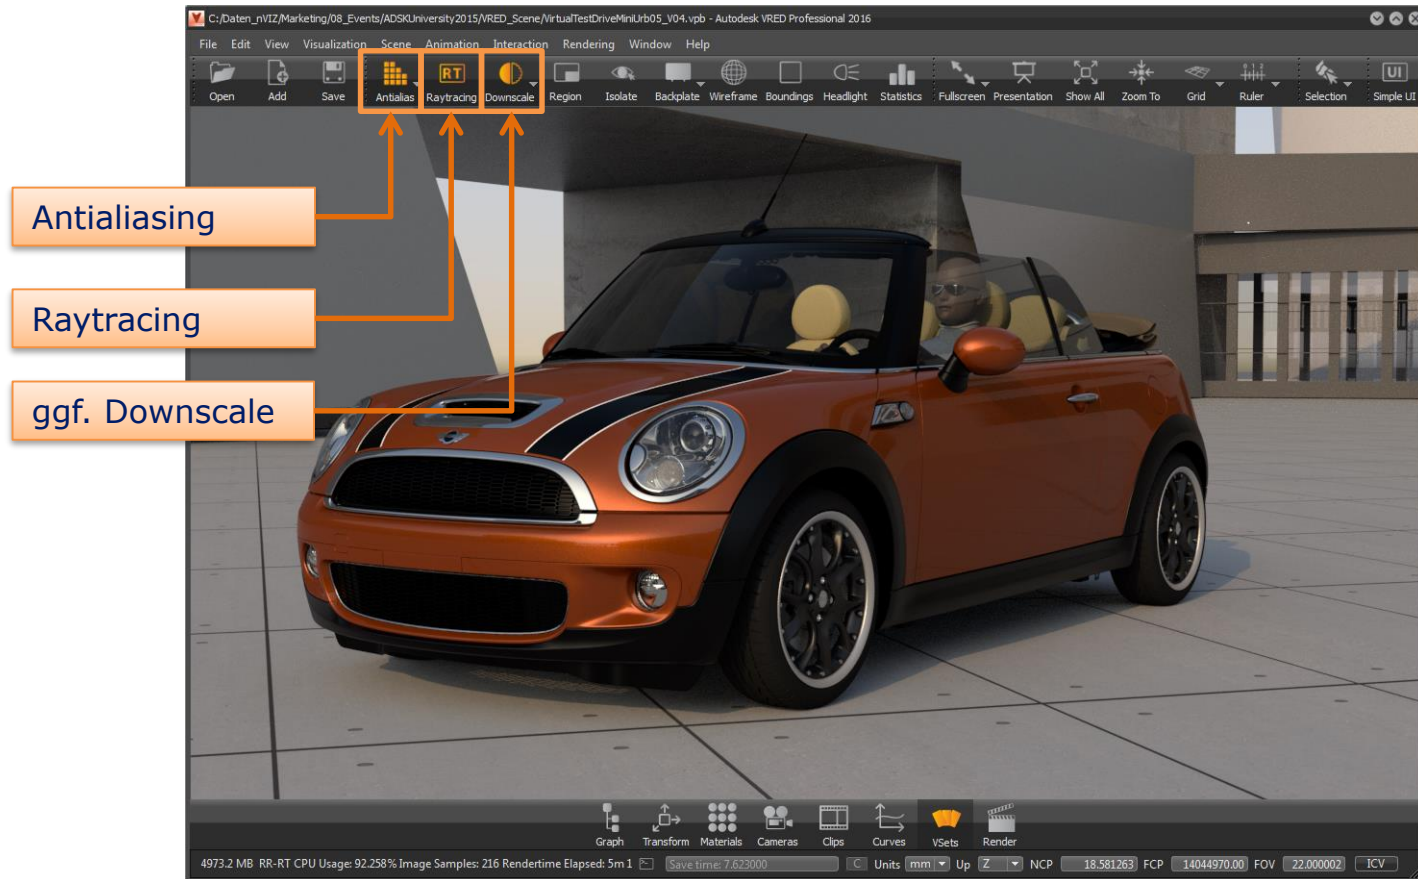 C:/Daten_nVIZ/Marketing/08_Events/ADSKUniversity2015/VRED_Scene/VirtualTestDriveMiniUrb05_V04.vpb - Autodesk VRED Professional 2016
File Edit View Visualization Scene Animation Interaction Rendering Window Help
RT UI
Open Add Save Antialias Raytracing Downscale Region Isolate Backplate Wireframe Boundings Headlight Statistics Fullscreen Presentation Show All Zoom To Grid Ruler Selection Simple UI
Antialiasing
Raytracing
ggf. Downscale
Graph Transform Materials Cameras Clips Curves VSets Render
4973.2 MB RR-RT CPU Usage: 92.258% Image Samples: 216 Rendertime Elapsed: 5m 1 Save time: 7.623000 C Units mm Up Z NCP 18.581263 FCP 14044970.00 FOV 22.000002 ICV